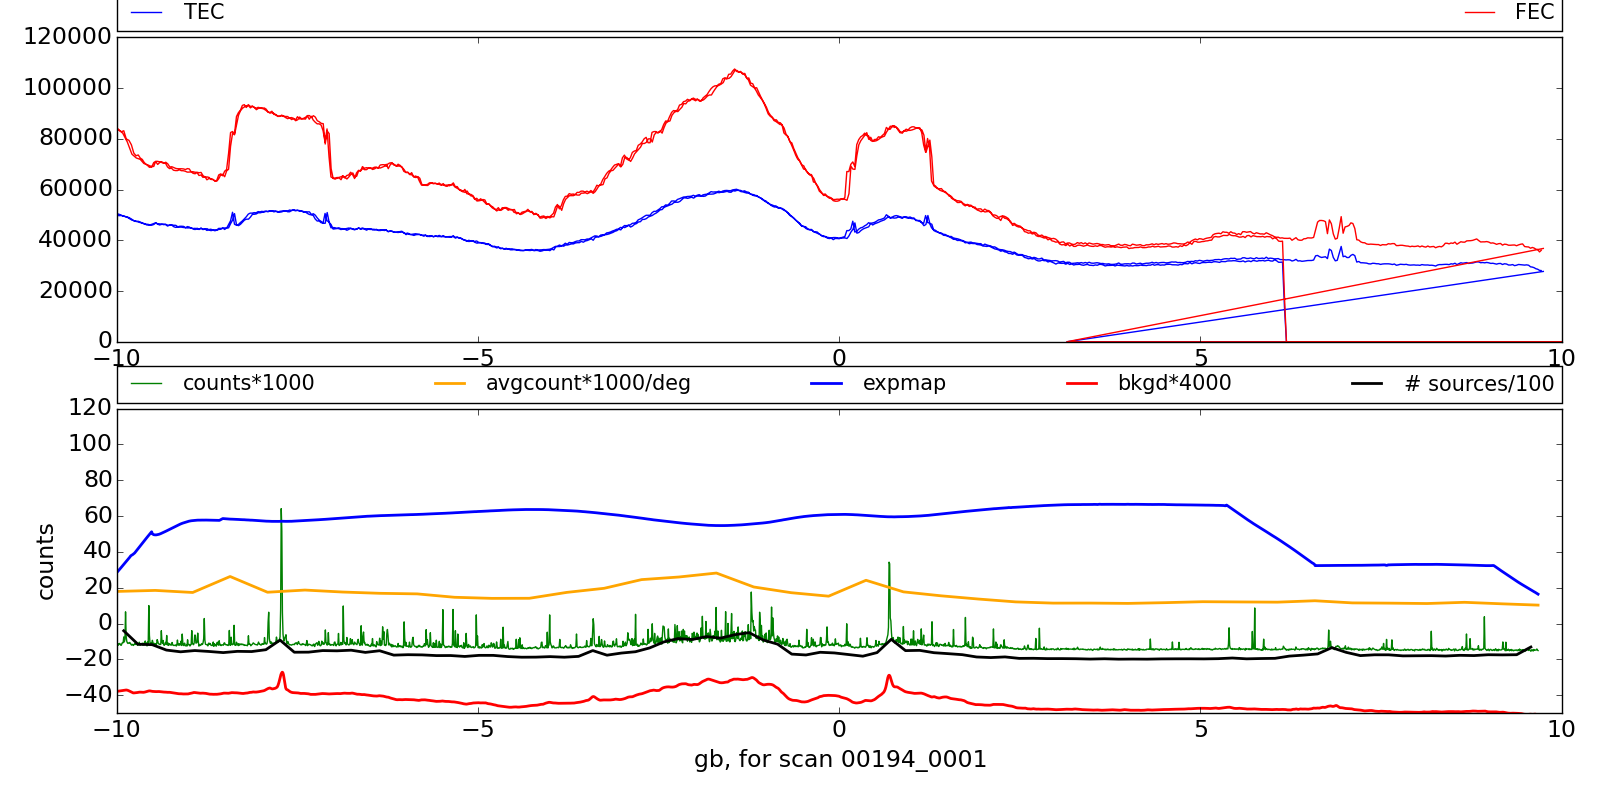 TEC FEC
120000
100000
80000
60000
40000
20000
0
−10 −5 0 5 10
counts*1000 avgcount*1000/deg expmap bkgd*4000 # sources/100
120
100
80
60
40
20
0
−20
−40
counts
−10 −5 0 5 10
gb, for scan 00194_0001